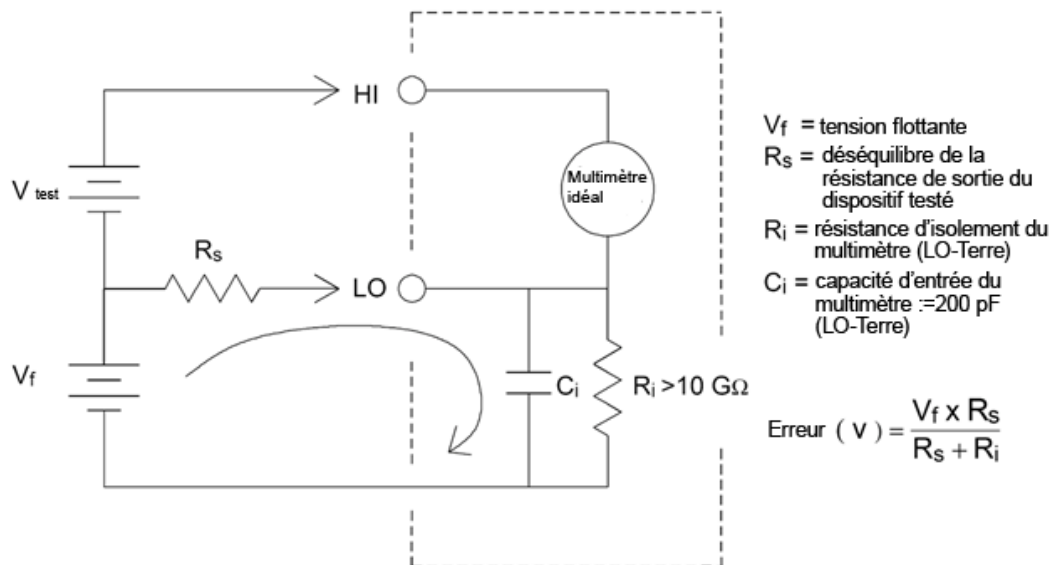 HI
V test
Multimètre
idéal
Rs
LO
Vf
Ci
Ri >10 GΩ
Vf = tension flottante
Rs = déséquilibre de la
résistance de sortie du
dispositif testé
Ri = résistance d'isolement du
multimètre (LO-Terre)
Ci = capacité d'entrée du
multimètre :=200 pF
(LO-Terre)
Erreur ( V ) = Vf x Rs
Rs + Ri